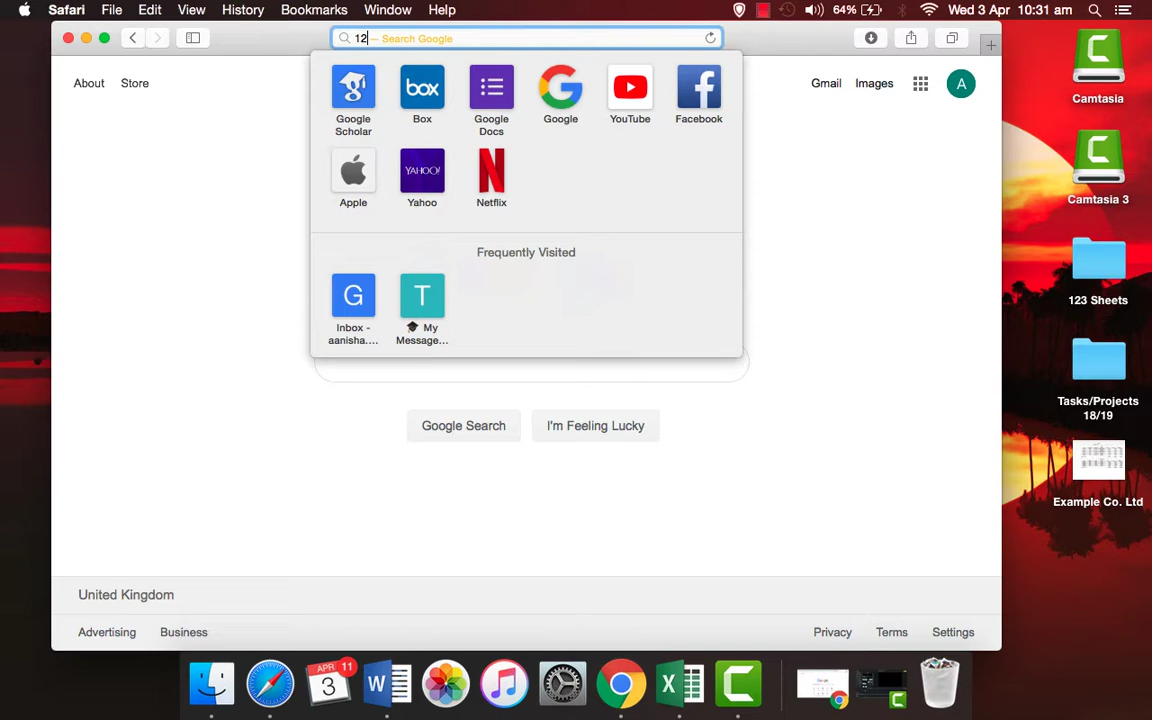 Safari File Edit View History Bookmarks Window Help 64% Wed 3 Apr 10:31 am
12 — Search Google
About Store
Gmail Images A
Google Scholar
box Box
Google Docs
Google
YouTube
Facebook
Apple
YAHOO! Yahoo
Netflix
Frequently Visited
G
Inbox -
aanisha....
T
My
Message...
Google Search I'm Feeling Lucky
United Kingdom
Advertising Business
Privacy Terms Settings
Camtasia
Camtasia 3
123 Sheets
Tasks/Projects
18/19
Example Co. Ltd
APR 11
3